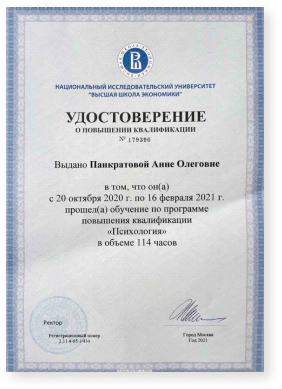 НАЦИОНАЛЬНЫЙ ИССЛЕДОВАТЕЛЬСКИЙ УНИВЕРСИТЕТ
"ВЫСШАЯ ШКОЛА ЭКОНОМИКИ"
УДОСТОВЕРЕНИЕ
О ПОВЫШЕНИИ КВАЛИФИКАЦИИ
№ 179396
Выдано Панкратовой Анне Олеговне
в том, что он(а)
с 20 октября 2020 г. по 16 февраля 2021 г.
прошел(а) обучение по программе
повышения квалификации
«Психология»
в объеме 114 часов
Ректор
Регистрационный номер
Город Москва
Год 2021